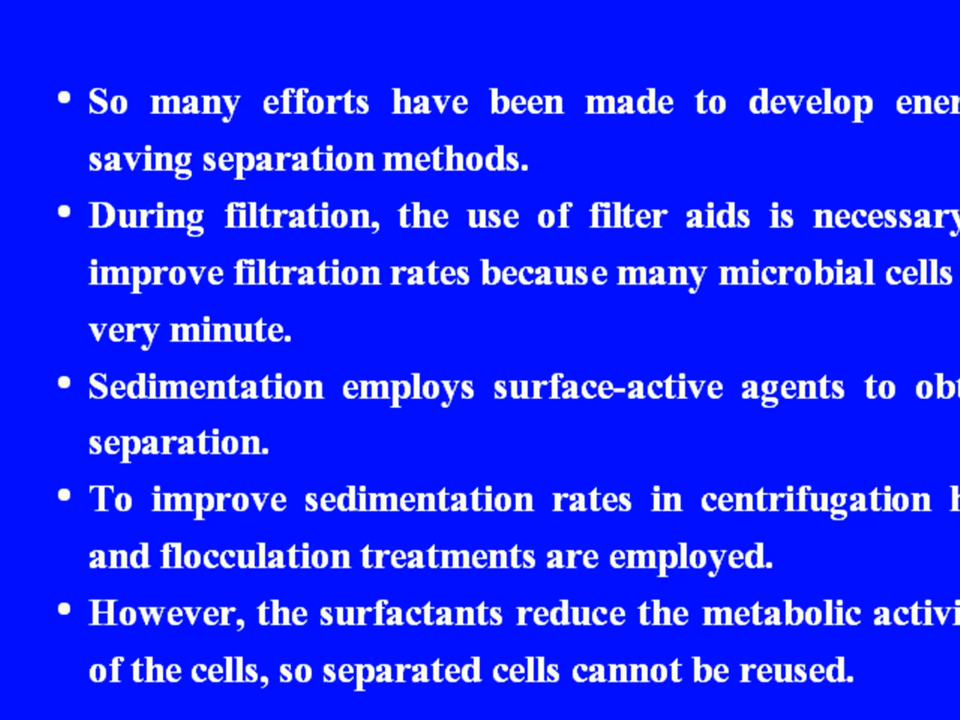 • So many efforts have been made to develop
saving separation methods.
• During filtration, the use of filter aids is necessary
improve filtration rates because many microbial cells
very minute.
• Sedimentation employs surface-active agents to
separation.
• To improve sedimentation rates in centrifugation
and flocculation treatments are employed.
• However, the surfactants reduce the metabolic
of the cells, so separated cells cannot be reused.